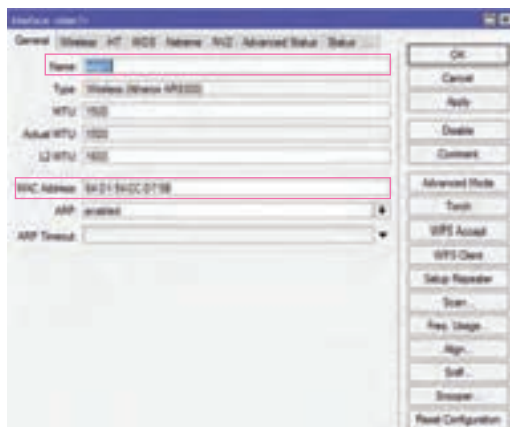 Interface <wlan1>
General Wireless HT WDS Nstreme NV2 Advanced Status Status ...
Name:
Type: Wireless (Atheros AR9300)
MTU: 1500
Actual MTU: 1500
L2 MTU: 1600
MAC Address:
ARP: enabled
ARP Timeout:
OK
Cancel
Apply
Disable
Comment
Advanced Mode
Torch
WPS Accept
WPS Client
Setup Repeater
Scan...
Freq. Usage...
Align...
Sniff...
Snooper...
Reset Configuration